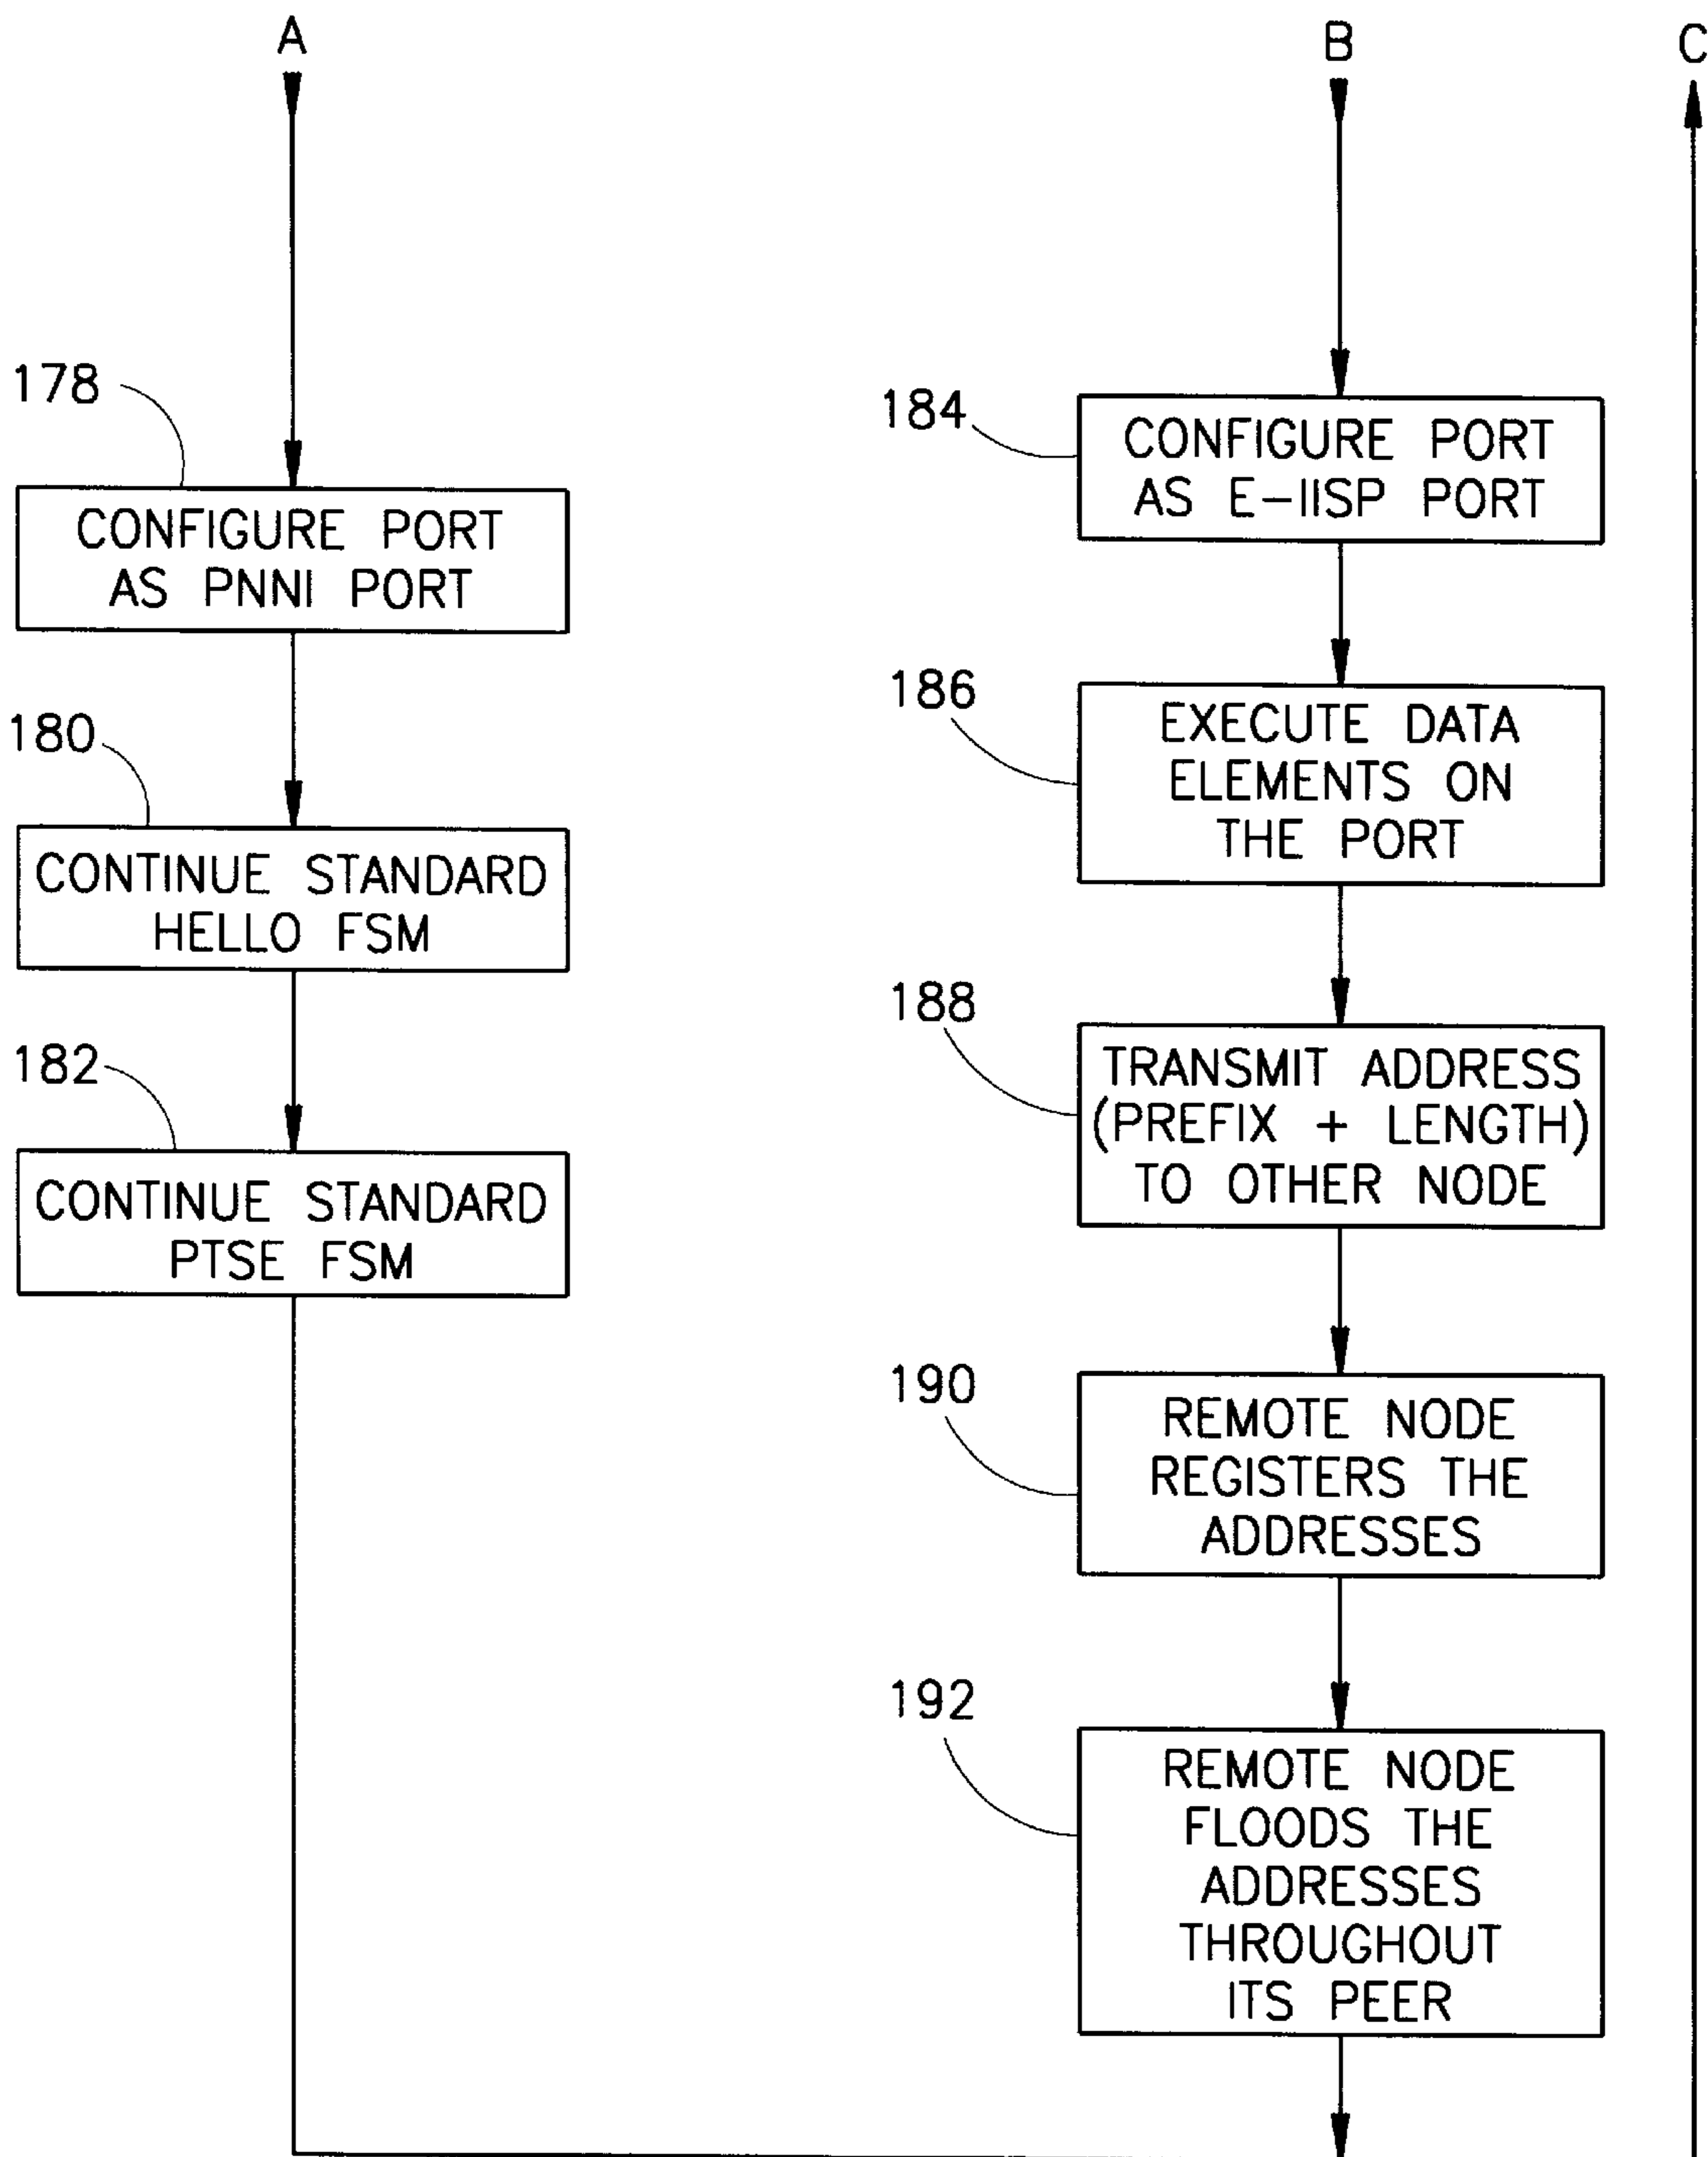 A
B
C
178
CONFIGURE PORT
AS PNNI PORT
180
CONTINUE STANDARD
HELLO FSM
182
CONTINUE STANDARD
PTSE FSM
184
CONFIGURE PORT
AS E-IISP PORT
186
EXECUTE DATA
ELEMENTS ON
THE PORT
188
TRANSMIT ADDRESS
(PREFIX + LENGTH)
TO OTHER NODE
190
REMOTE NODE
REGISTERS THE
ADDRESSES
192
REMOTE NODE
FLOODS THE
ADDRESSES
THROUGHOUT
ITS PEER